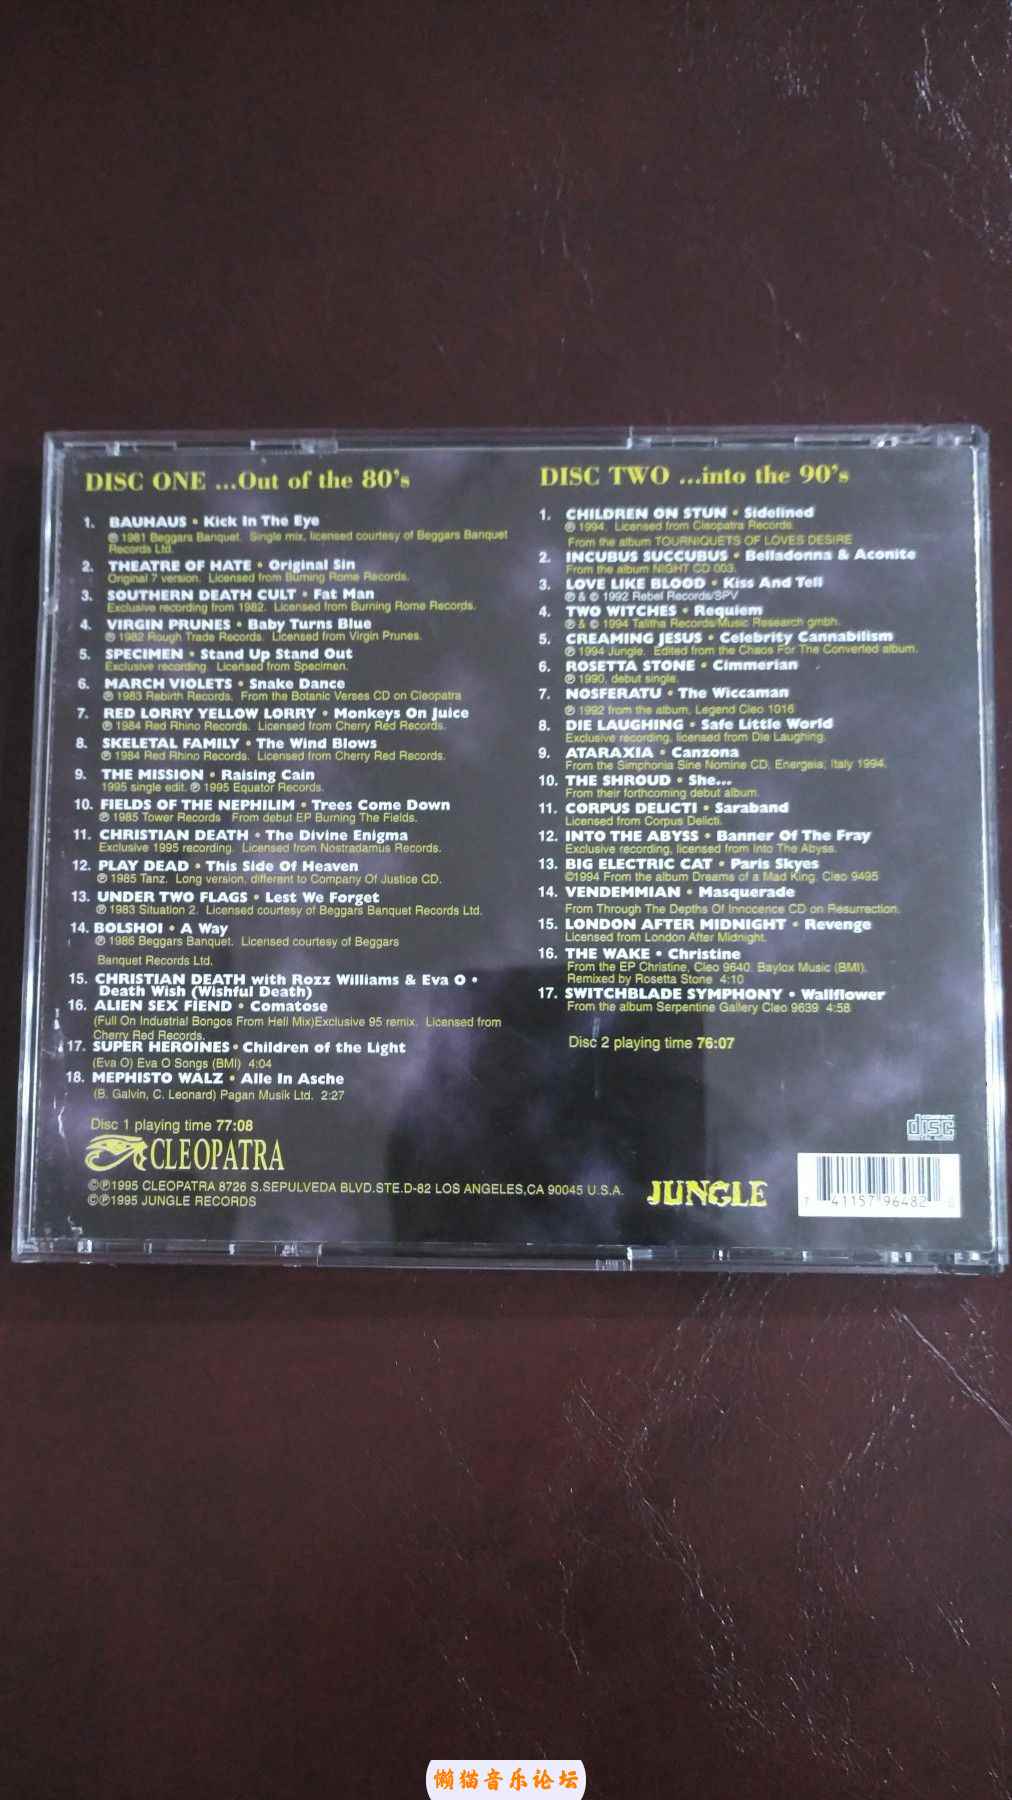 DISC ONE ...Out of the 80's
1. BAUHAUS • Kick In The Eye
℗ 1981 Beggars Banquet. Single mix, licensed courtesy of Beggars Banquet
Records Ltd.
2. THEATRE OF HATE • Original Sin
Original 7 version. Licensed from Burning Rome Records.
3. SOUTHERN DEATH CULT • Fat Man
Exclusive recording from 1982. Licensed from Burning Rome Records.
4. VIRGIN PRUNES • Baby Turns Blue
℗ 1982 Rough Trade Records. Licensed from Virgin Prunes.
5. SPECIMEN • Stand Up Stand Out
Exclusive recording. Licensed from Specimen.
6. MARCH VIOLETS • Snake Dance
℗ 1983 Rebirth Records. From the Botanic Verses CD on Cleopatra
7. RED LORRY YELLOW LORRY • Monkeys On Juice
℗ 1984 Red Rhino Records. Licensed from Cherry Red Records.
8. SKELETAL FAMILY • The Wind Blows
℗ 1984 Red Rhino Records. Licensed from Cherry Red Records.
9. THE MISSION • Raising Cain
1995 single edit. ℗ 1995 Equator Records.
10. FIELDS OF THE NEPHILIM • Trees Come Down
℗ 1985 Tower Records From debut EP Burning The Fields.
11. CHRISTIAN DEATH • The Divine Enigma
Exclusive 1995 recording. Licensed from Nostradamus Records.
12. PLAY DEAD • This Side Of Heaven
℗ 1985 Tanz. Long version, different to Company Of Justice CD.
13. UNDER TWO FLAGS • Lest We Forget
℗ 1983 Situation 2. Licensed courtesy of Beggars Banquet Records Ltd.
14. BOLSHOI • A Way
℗ 1986 Beggars Banquet. Licensed courtesy of Beggars
Banquet Records Ltd.
15. CHRISTIAN DEATH with Rozz Williams & Eva O •
Death Wish (Wishful Death)
16. ALIEN SEX FIEND • Comatose
(Full On Industrial Bongos From Hell Mix)Exclusive 95 remix. Licensed from
Cherry Red Records.
17. SUPER HEROINES • Children of the Light
(Eva O) Eva O Songs (BMI) 4:04
18. MEPHISTO WALZ • Alle In Asche
(B. Galvin, C. Leonard) Pagan Musik Ltd. 2:27
Disc 1 playing time 77:08
CLEOPATRA
©℗1995 CLEOPATRA 8726 S.SEPULVEDA BLVD.STE.D-82 LOS ANGELES,CA 90045 U.S.A.
©℗1995 JUNGLE RECORDS
DISC TWO ...into the 90's
1. CHILDREN ON STUN • Sidelined
℗ 1994. Licensed from Cleopatra Records.
From the album TOURNIQUETS OF LOVES DESIRE
2. INCUBUS SUCCUBUS • Belladonna & Aconite
From the album NIGHT CD 003.
3. LOVE LIKE BLOOD • Kiss And Tell
℗ & © 1992 Rebel Records/SPV
4. TWO WITCHES • Requiem
℗ & © 1994 Talitha Records/Music Research gmbh.
5. CREAMING JESUS • Celebrity Cannabilism
℗ 1994 Jungle. Edited from the Chaos For The Converted album.
6. ROSETTA STONE • Cimmerian
℗ 1990, debut single.
7. NOSFERATU • The Wiccaman
℗ 1992 from the album, Legend Cleo 1016
8. DIE LAUGHING • Safe Little World
Exclusive recording, licensed from Die Laughing.
9. ATARAXIA • Canzona
From the Simphonia Sine Nomine CD, Energeia, Italy 1994.
10. THE SHROUD • She...
From their forthcoming debut album.
11. CORPUS DELICTI • Saraband
Licensed from Corpus Delicti.
12. INTO THE ABYSS • Banner Of The Fray
Exclusive recording, licensed from Into The Abyss.
13. BIG ELECTRIC CAT • Paris Skyes
©1994 From the album Dreams of a Mad King. Cleo 9495
14. VENDEMMIAN • Masquerade
From Through The Depths Of Innocence CD on Resurrection.
15. LONDON AFTER MIDNIGHT • Revenge
Licensed from London After Midnight.
16. THE WAKE • Christine
From the EP Christine, Cleo 9640. Baylox Music (BMI).
Remixed by Rosetta Stone 4:10
17. SWITCHBLADE SYMPHONY • Wallflower
From the album Serpentine Gallery Cleo 9639 4:58
Disc 2 playing time 76:07
COMPACT
disc
DIGITAL AUDIO
JUNGLE
7 41157 96482
懒猫音乐论坛